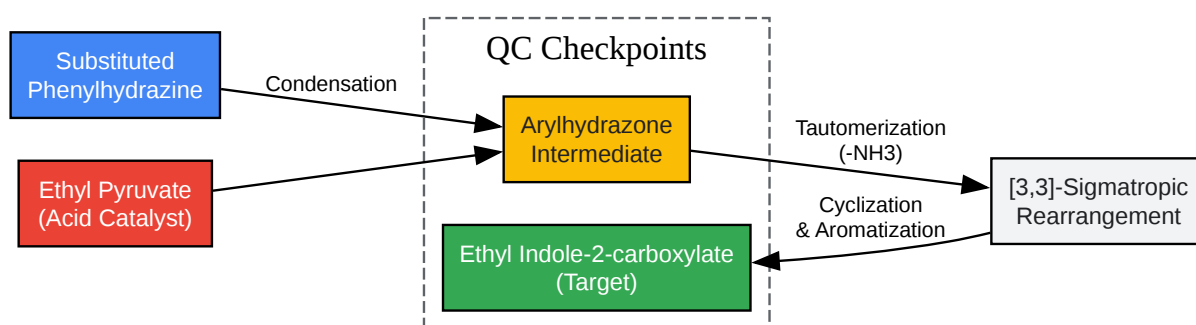 QC Checkpoints
Substituted
Phenylhydrazine
Condensation
Ethyl Pyruvate
(Acid Catalyst)
Arylhydrazone
Intermediate
Tautomerization
(-NH3)
[3,3]-Sigmatropic
Rearrangement
Cyclization
& Aromatization
Ethyl Indole-2-carboxylate
(Target)